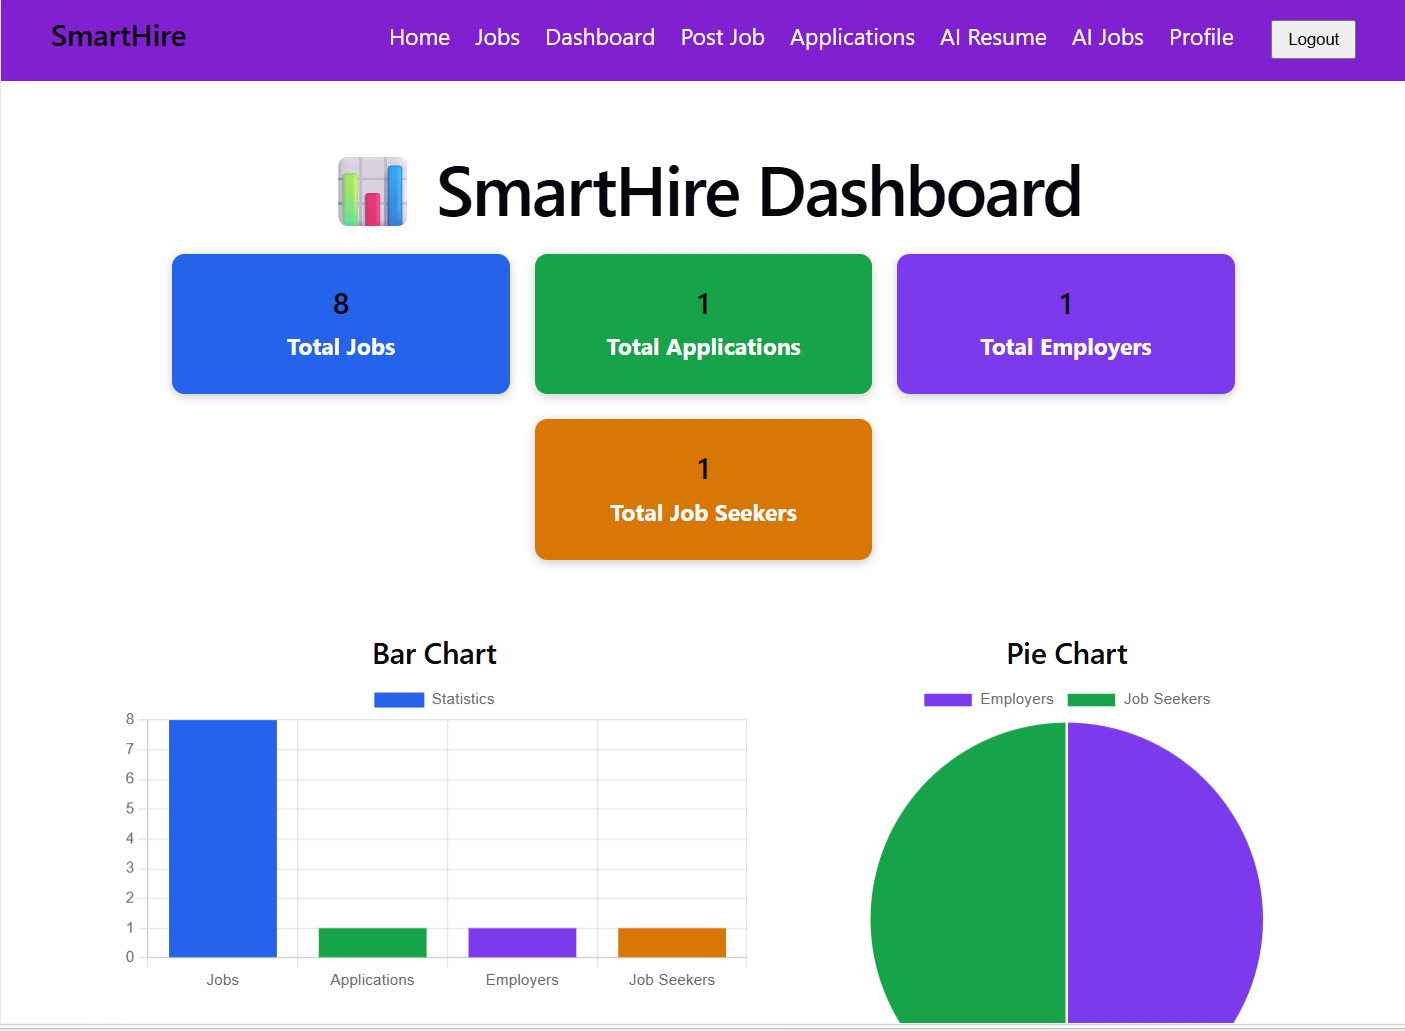 SmartHire Home Jobs Dashboard Post Job Applications AI Resume AI Jobs Profile Logout
SmartHire Dashboard
8 1 1
Total Jobs Total Applications Total Employers
1
Total Job Seekers
Bar Chart
Statistics
8
7
6
5
4
3
2
1
0
Jobs Applications Employers Job Seekers
Pie Chart
Employers Job Seekers